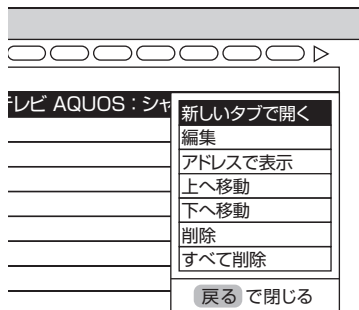 テレビ AQUOS：シャ
新しいタブで開く
編集
アドレスで表示
上へ移動
下へ移動
削除
すべて削除
戻る で閉じる